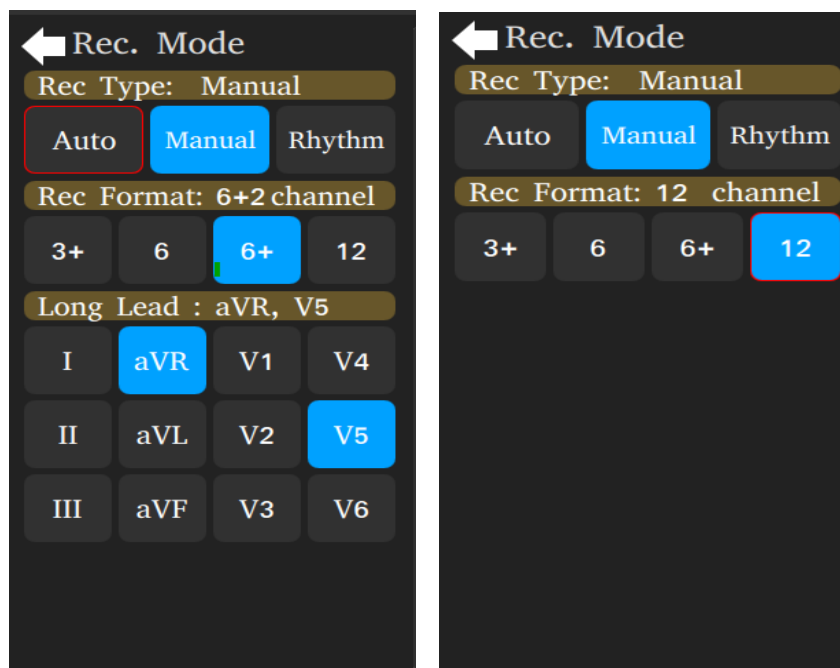 Rec. Mode
Rec Type: Manual
Auto Manual Rhythm
Rec Format: 6+2 channel
3+ 6 6+ 12
Long Lead : aVR, V5
I aVR V1 V4
II aVL V2 V5
III aVF V3 V6
Rec. Mode
Rec Type: Manual
Auto Manual Rhythm
Rec Format: 12 channel
3+ 6 6+ 12